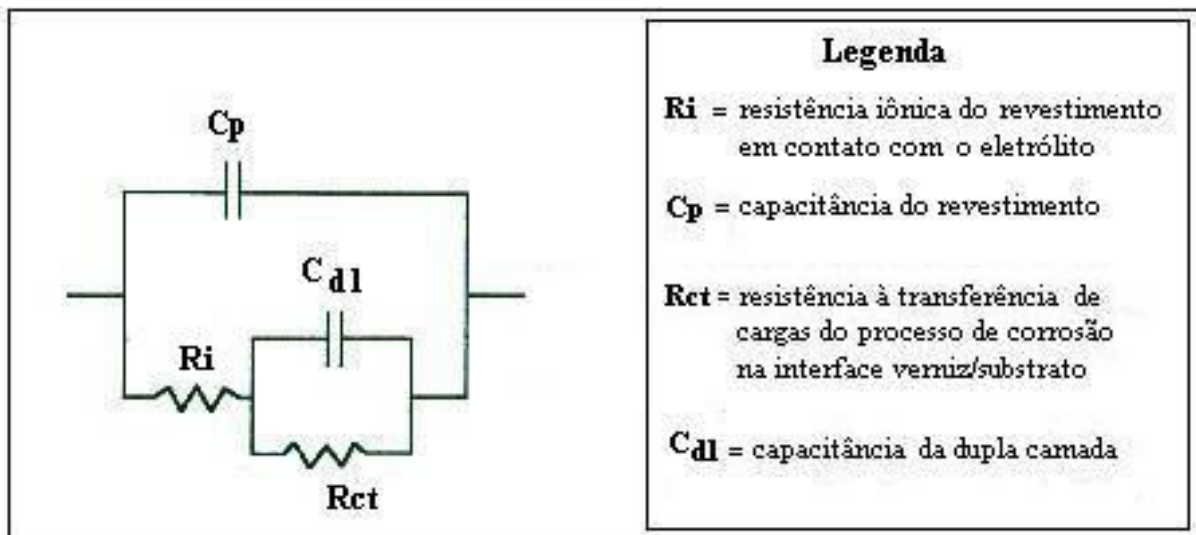 Cp
Cdl
Ri
Rct
Legenda
Ri = resistência iônica do revestimento
em contato com o eletrólito
Cp = capacitância do revestimento
Rct = resistência à transferência de
cargas do processo de corrosão
na interface verniz/substrato
Cdl = capacitância da dupla camada